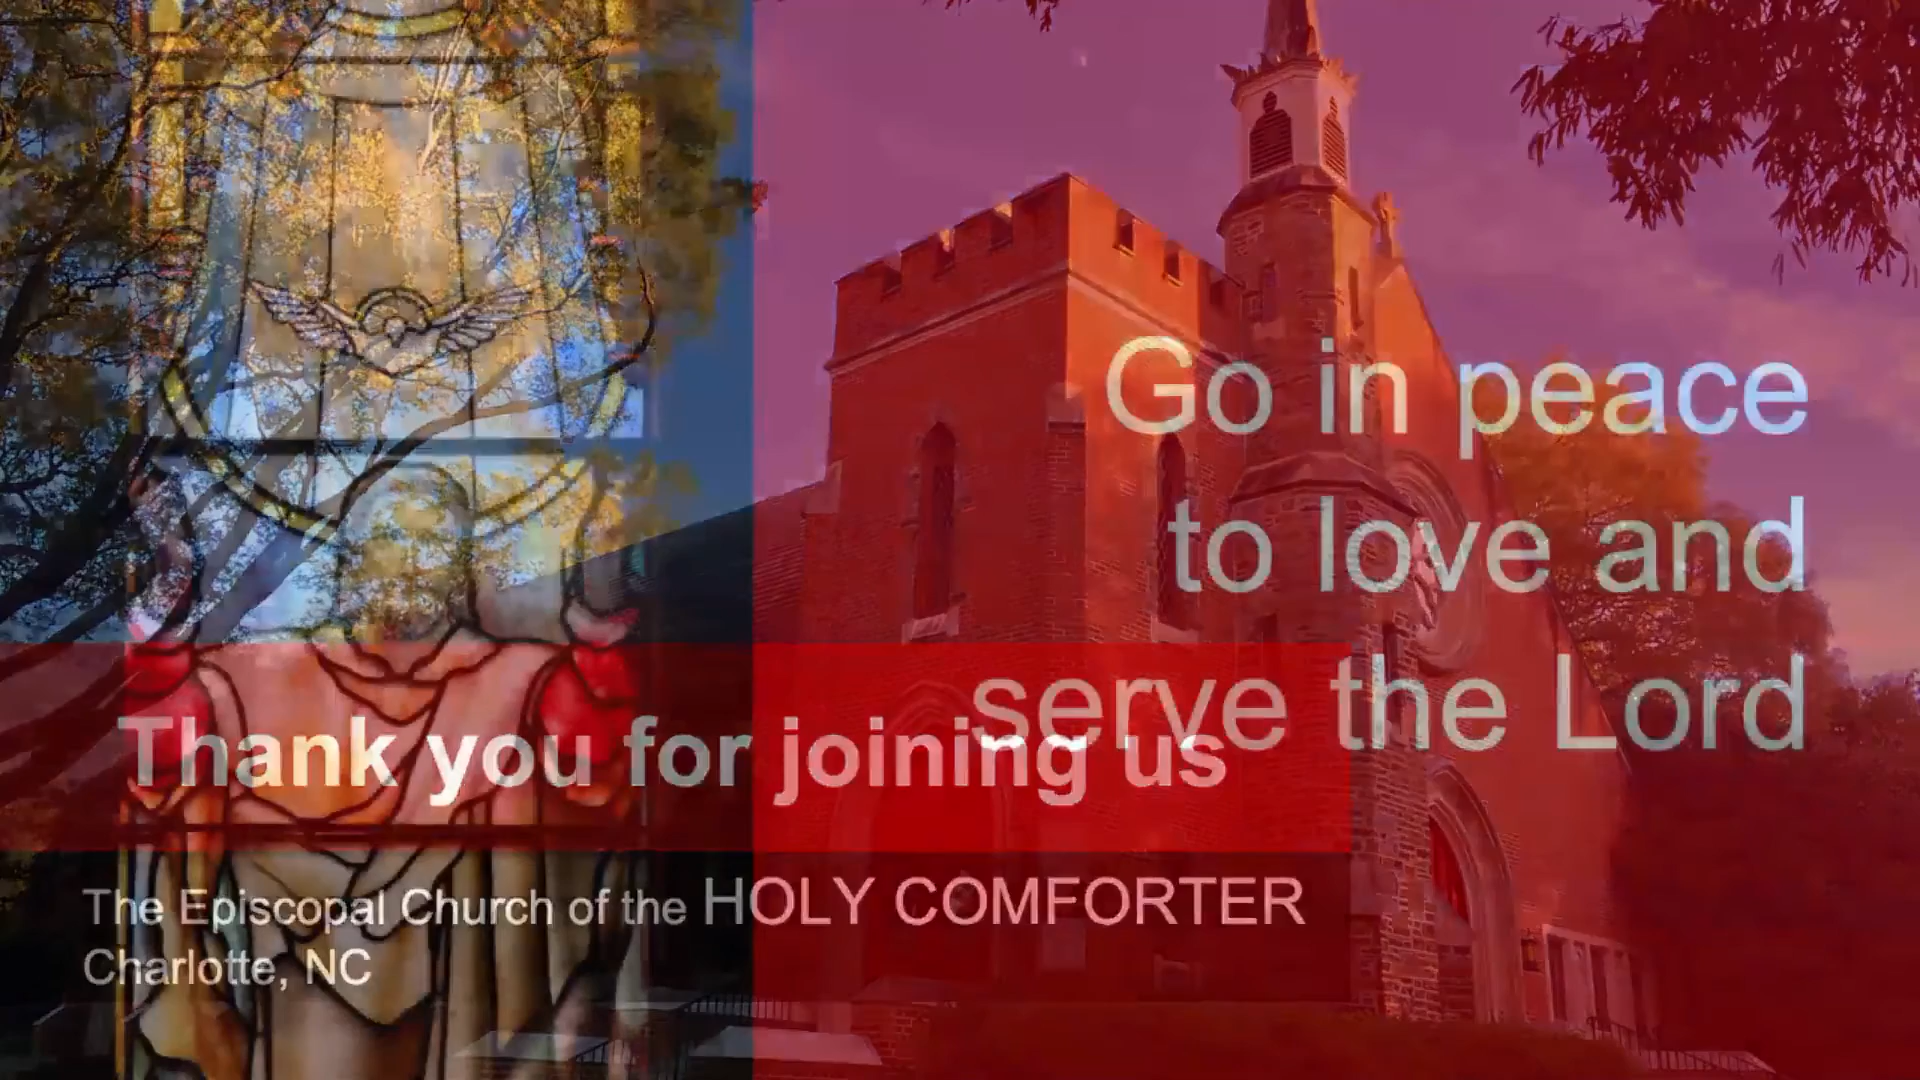 Go in peace
to love and
serve the Lord
Thank you for joining us
The Episcopal Church of the HOLY COMFORTER
Charlotte, NC